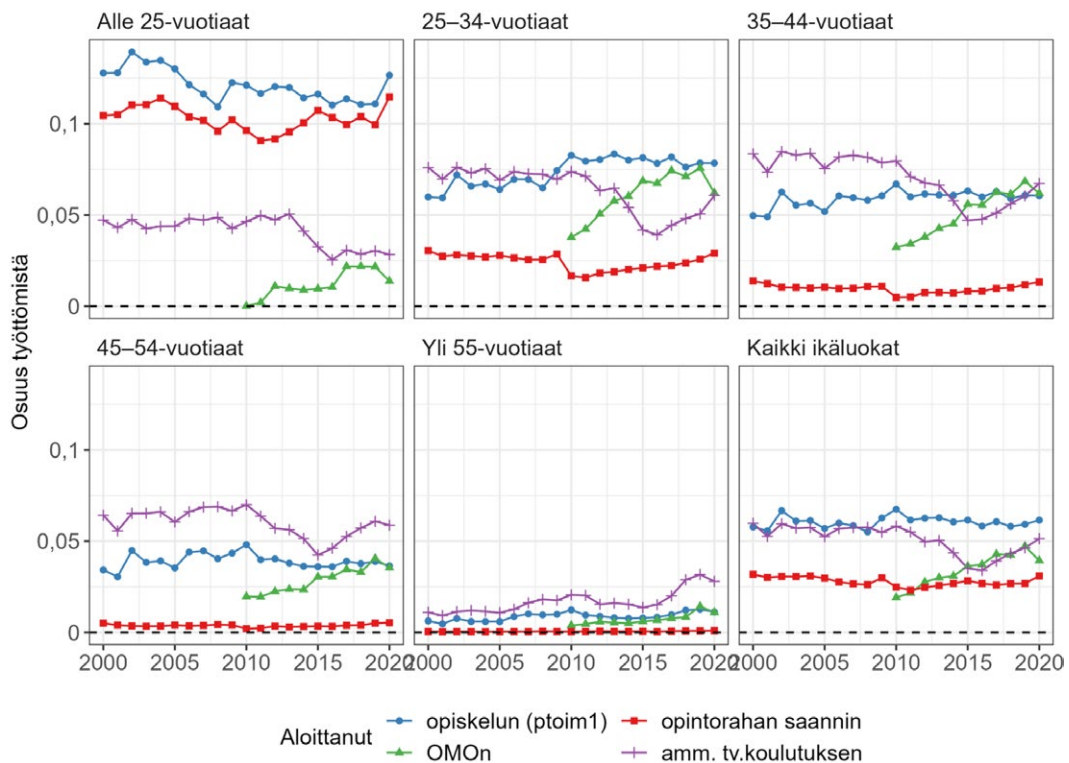 Alle 25-vuotiaat
25–34-vuotiaat
35–44-vuotiaat
0,1
0,05
0
45–54-vuotiaat
Yli 55-vuotiaat
Kaikki ikäluokat
0,1
0,05
0
Osuus työttömistä
2000 2005 2010 2015 2020
2000 2005 2010 2015 2020
2000 2005 2010 2015 2020
Aloittanut
opiskelun (ptoim1)
opintorahan saannin
OMOn
amm. tv.koulutuksen